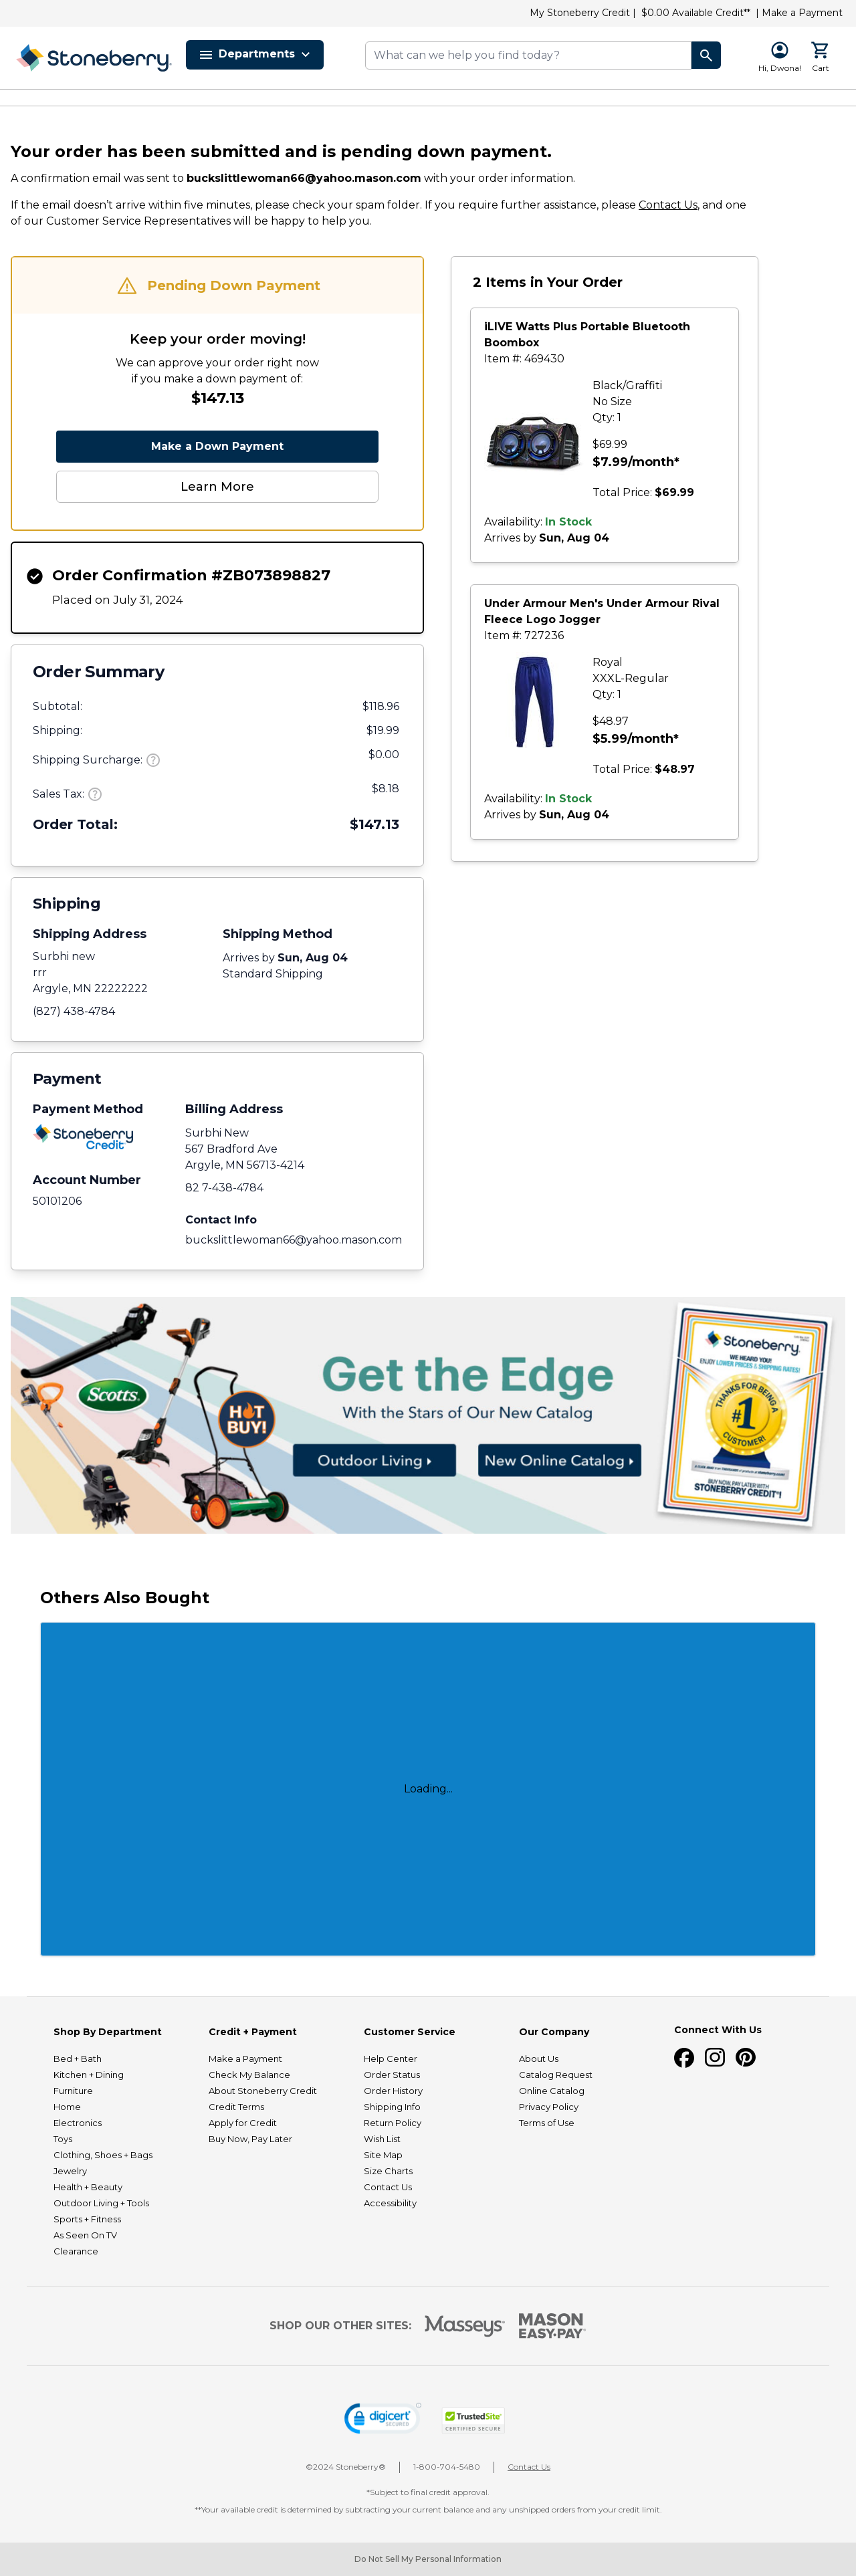 My Stoneberry Credit | $0.00 Available Credit** | Make a Payment
Stoneberry
Departments
What can we help you find today?
Hi, Dwona!
Cart
Your order has been submitted and is pending down payment.
A confirmation email was sent to buckslittlewoman66@yahoo.mason.com with your order information.
If the email doesn’t arrive within five minutes, please check your spam folder. If you require further assistance, please Contact Us, and one
of our Customer Service Representatives will be happy to help you.
Pending Down Payment
Keep your order moving!
We can approve your order right now
if you make a down payment of:
$147.13
Make a Down Payment
Learn More
Order Confirmation #ZB073898827
Placed on July 31, 2024
Order Summary
Subtotal: $118.96
Shipping: $19.99
Shipping Surcharge: ? $0.00
Sales Tax: ? $8.18
Order Total: $147.13
Shipping
Shipping Address
Surbhi new
rrr
Argyle, MN 22222222
(827) 438-4784
Shipping Method
Arrives by Sun, Aug 04
Standard Shipping
Payment
Payment Method
Stoneberry
Credit
Account Number
50101206
Billing Address
Surbhi New
567 Bradford Ave
Argyle, MN 56713-4214
82 7-438-4784
Contact Info
buckslittlewoman66@yahoo.mason.com
2 Items in Your Order
iLIVE Watts Plus Portable Bluetooth
Boombox
Item #: 469430
Black/Graffiti
No Size
Qty: 1
$69.99
$7.99/month*
Total Price: $69.99
Availability: In Stock
Arrives by Sun, Aug 04
Under Armour Men's Under Armour Rival
Fleece Logo Jogger
Item #: 727236
Royal
XXXL-Regular
Qty: 1
$48.97
$5.99/month*
Total Price: $48.97
Availability: In Stock
Arrives by Sun, Aug 04
Scotts
HOT
BUY!
Get the Edge
With the Stars of Our New Catalog
Outdoor Living
New Online Catalog
Stoneberry
WE HEARD YOU!
ENJOY LOWER PRICES & SHIPPING RATES!
THANKS FOR BEING A
#1
CUSTOMER!
BUY NOW, PAY LATER WITH
STONEBERRY CREDIT®!
Others Also Bought
Loading...
Shop By Department
Bed + Bath
Kitchen + Dining
Furniture
Home
Electronics
Toys
Clothing, Shoes + Bags
Jewelry
Health + Beauty
Outdoor Living + Tools
Sports + Fitness
As Seen On TV
Clearance
Credit + Payment
Make a Payment
Check My Balance
About Stoneberry Credit
Credit Terms
Apply for Credit
Buy Now, Pay Later
Customer Service
Help Center
Order Status
Order History
Shipping Info
Return Policy
Wish List
Site Map
Size Charts
Contact Us
Accessibility
Our Company
About Us
Catalog Request
Online Catalog
Privacy Policy
Terms of Use
Connect With Us
SHOP OUR OTHER SITES:
Masseys
MASON
EASY•PAY
digicert
SECURED
TrustedSite
CERTIFIED SECURE
©2024 Stoneberry®
1-800-704-5480
Contact Us
*Subject to final credit approval.
**Your available credit is determined by subtracting your current balance and any unshipped orders from your credit limit.
Do Not Sell My Personal Information